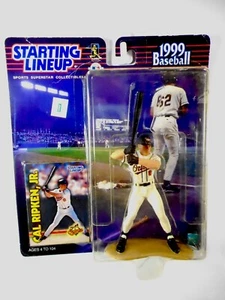 STARTING
LINEUP
1999
Baseball
SPORTS SUPERSTAR COLLECTIBLES
CAL RIPKEN, JR.
AGES 4 TO 104